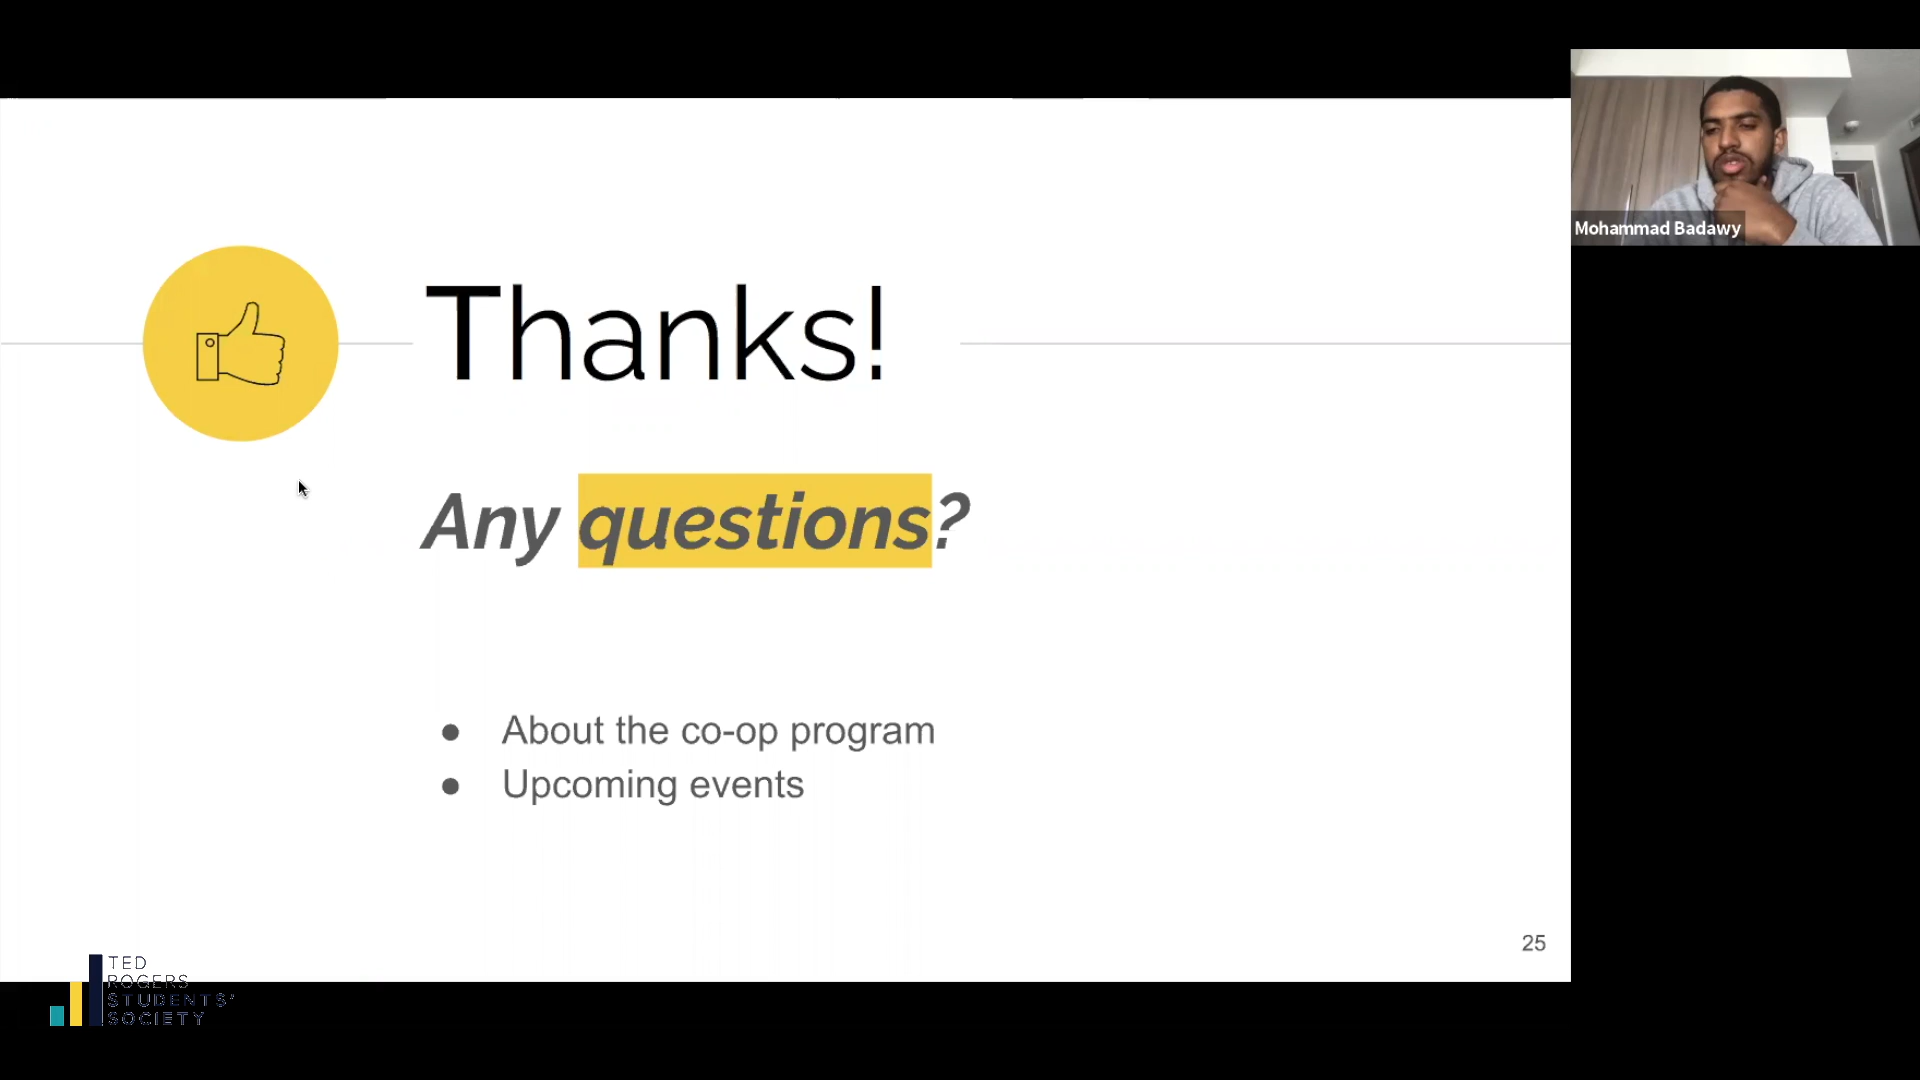 Mohammad Badawy
Thanks!
Any questions?
● About the co-op program
● Upcoming events
25
TED
ROGERS
STUDENTS'
SOCIETY